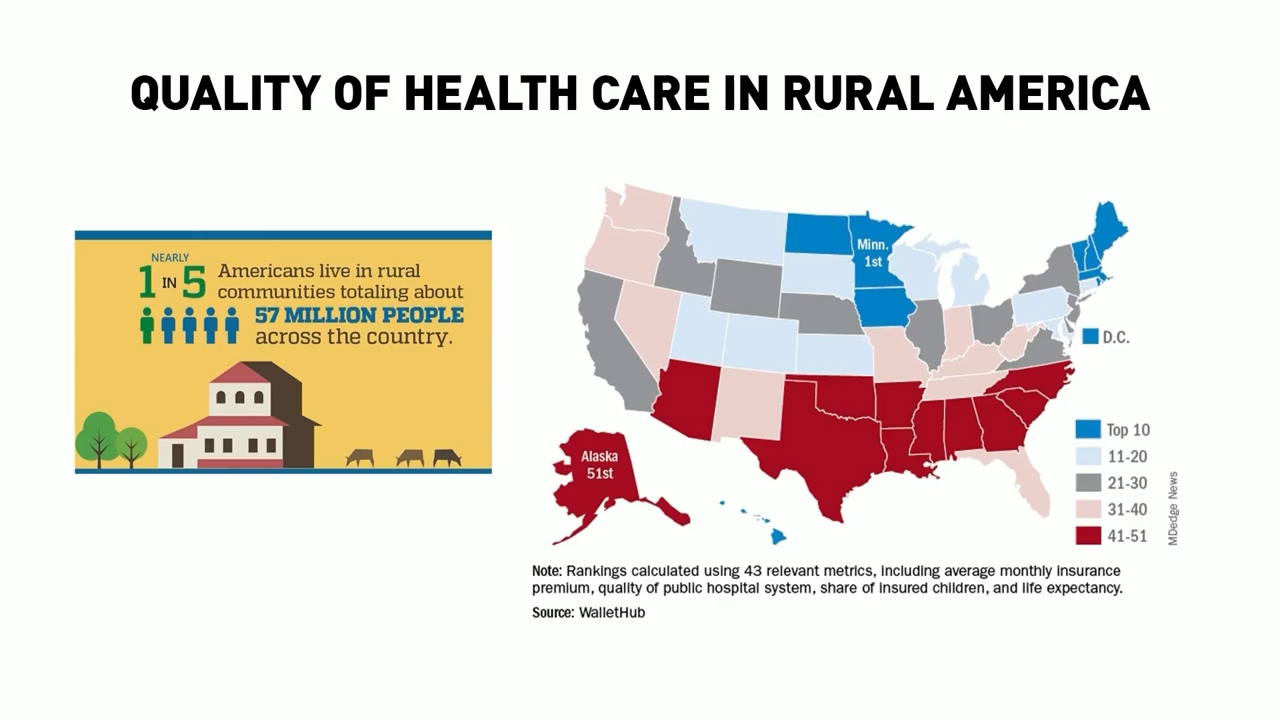 QUALITY OF HEALTH CARE IN RURAL AMERICA
NEARLY
1 IN 5
Americans live in rural
communities totaling about
57 MILLION PEOPLE
across the country.
Minn.
1st
D.C.
Alaska
51st
Top 10
11-20
21-30
31-40
41-51
MDedge News
Note: Rankings calculated using 43 relevant metrics, including average monthly insurance
premium, quality of public hospital system, share of insured children, and life expectancy.
Source: WalletHub